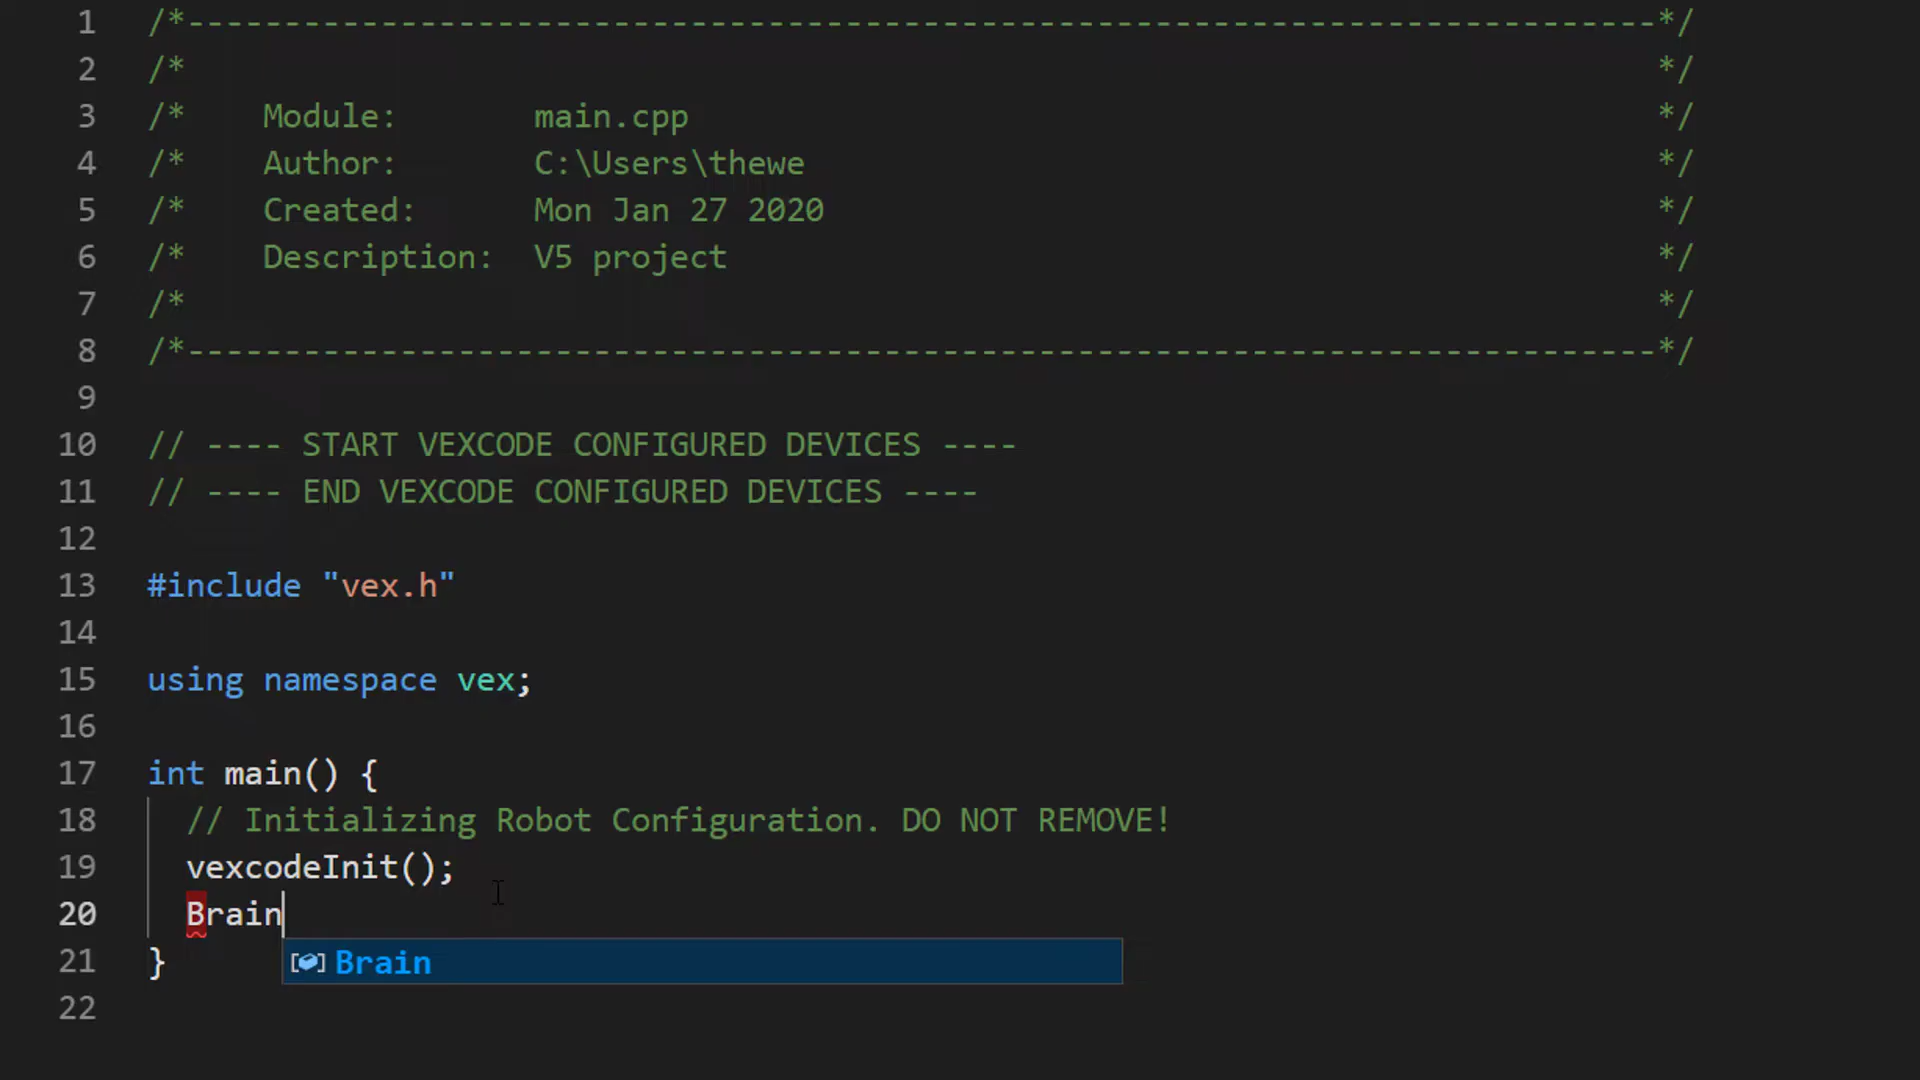 1 /*----------------------------------------------------------------------------*/
2 /* */
3 /* Module: main.cpp */
4 /* Author: C:\Users\thewe */
5 /* Created: Mon Jan 27 2020 */
6 /* Description: V5 project */
7 /* */
8 /*----------------------------------------------------------------------------*/
9
10 // ---- START VEXCODE CONFIGURED DEVICES ----
11 // ---- END VEXCODE CONFIGURED DEVICES ----
12
13 #include "vex.h"
14
15 using namespace vex;
16
17 int main() {
18 // Initializing Robot Configuration. DO NOT REMOVE!
19 vexcodeInit();
20 Brain
21 }
Brain
22